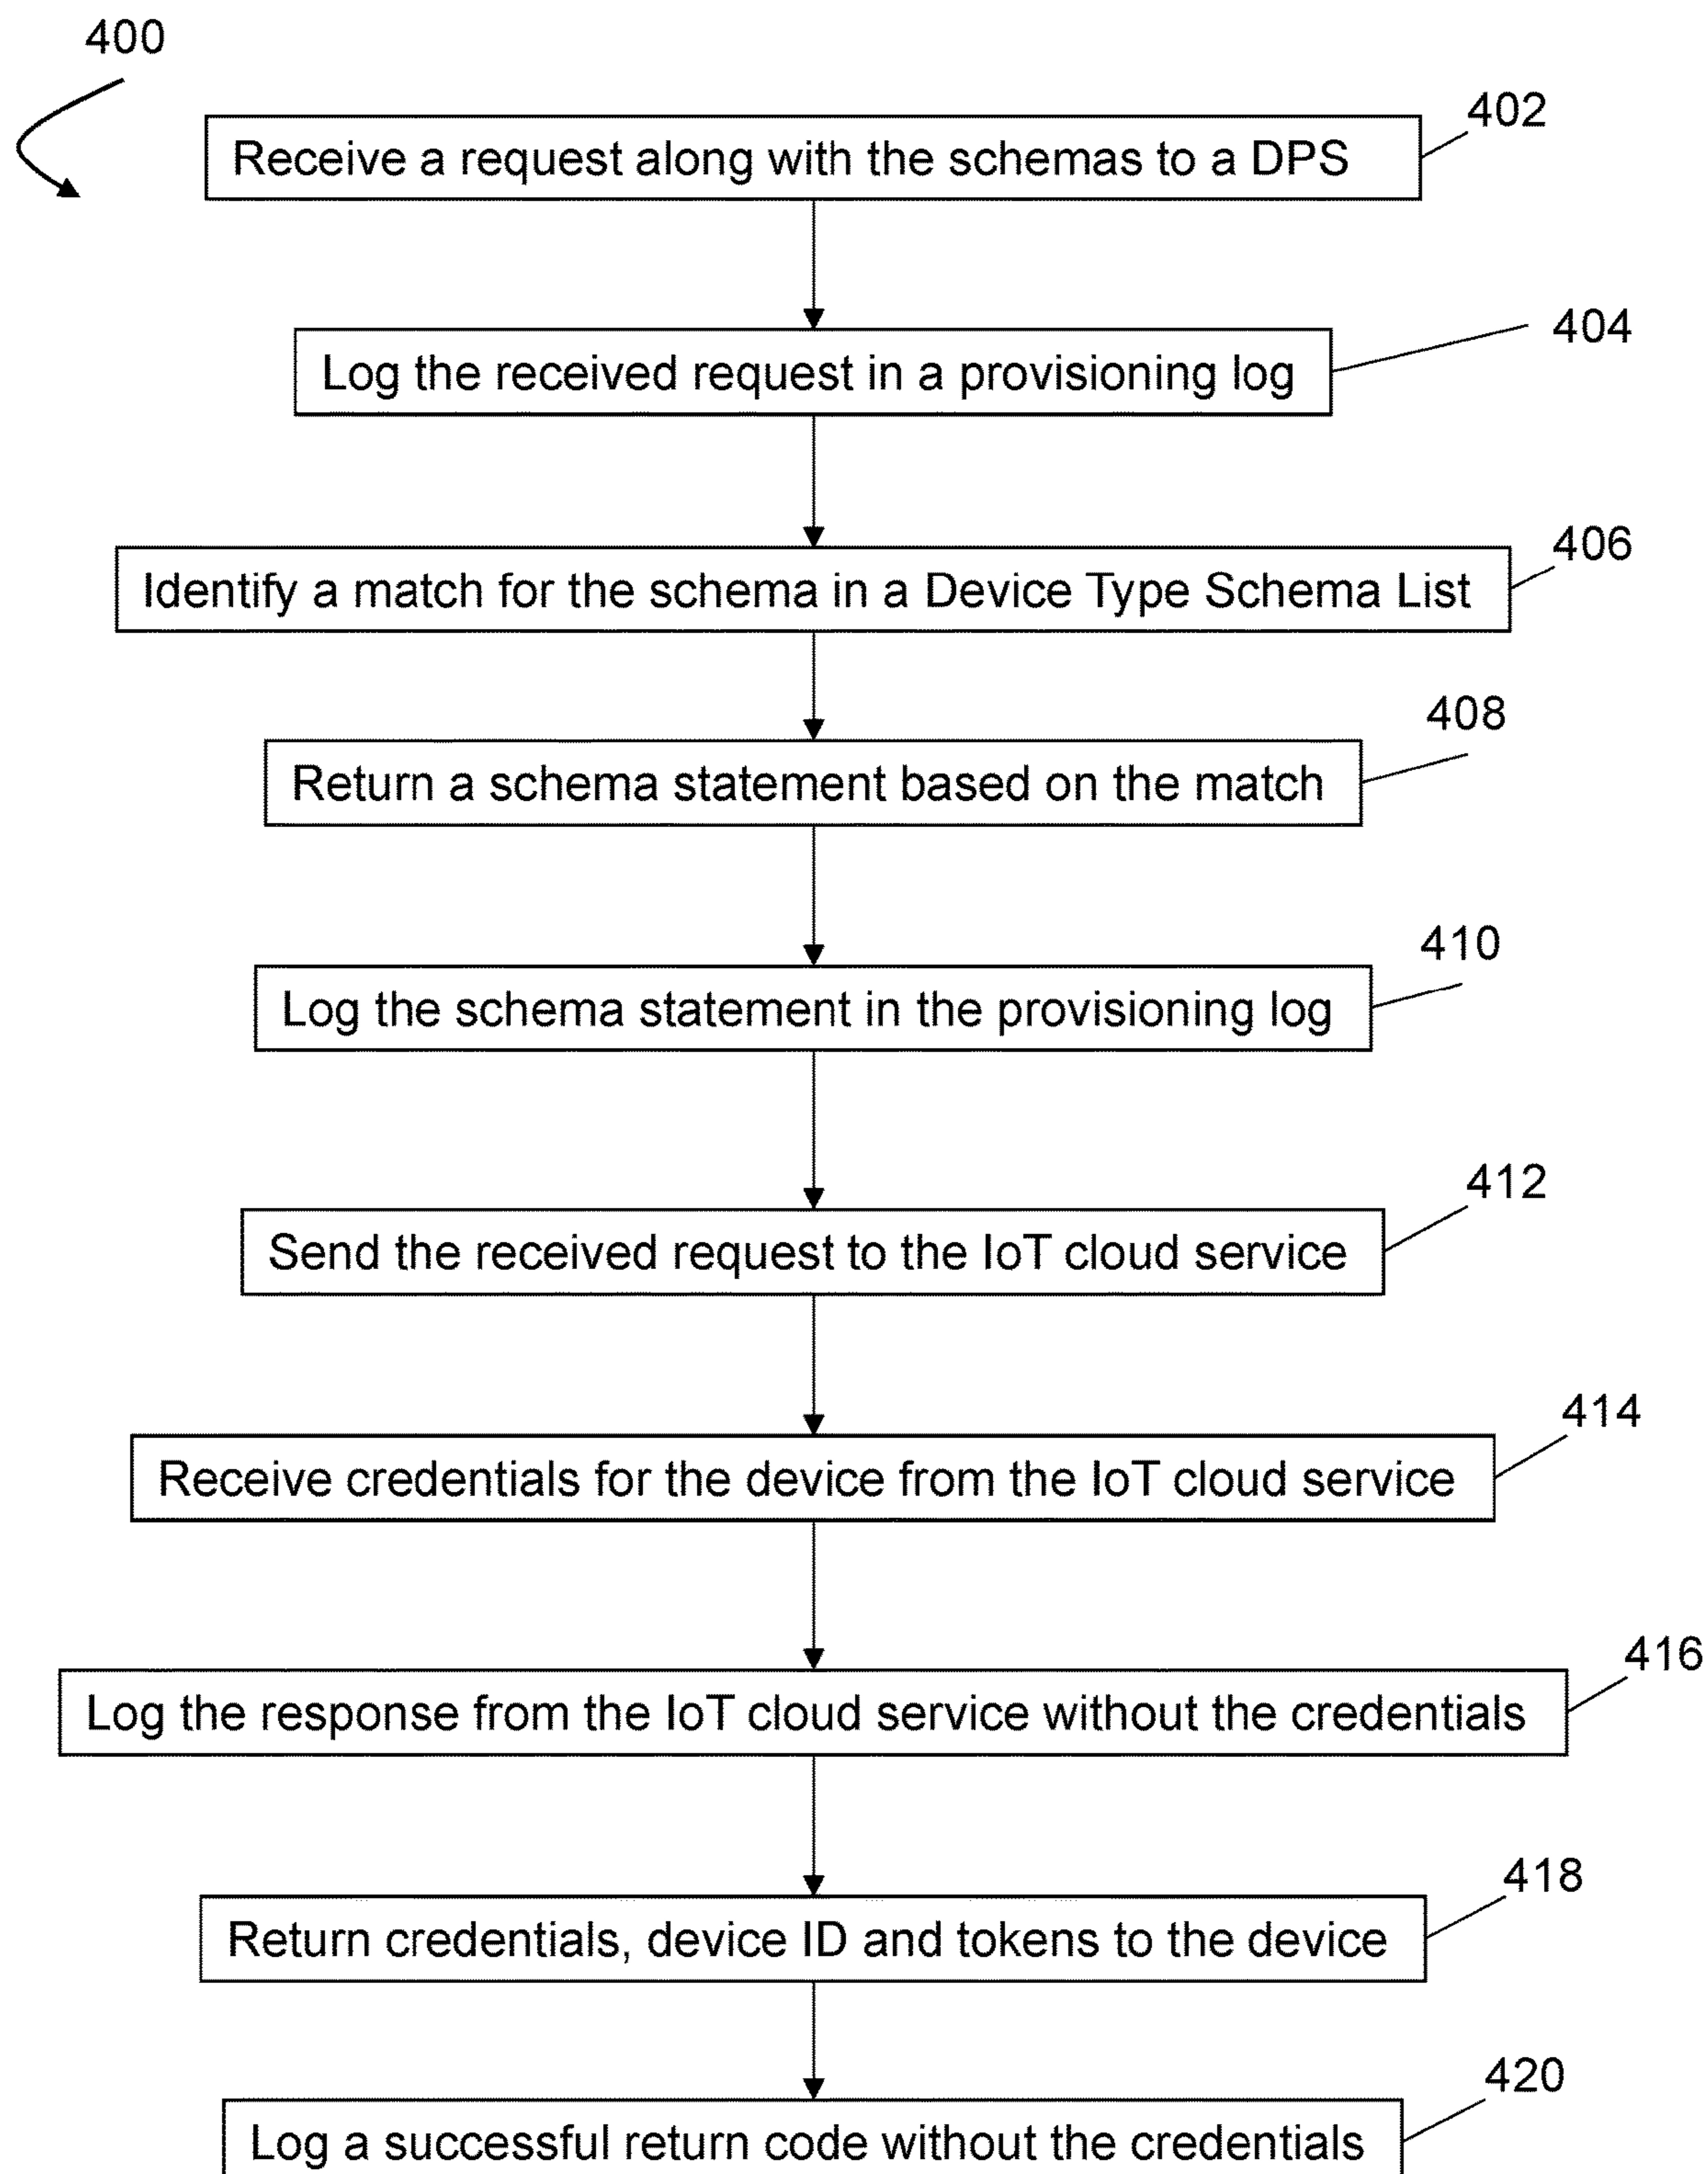 400
402
Receive a request along with the schemas to a DPS
404
Log the received request in a provisioning log
406
Identify a match for the schema in a Device Type Schema List
408
Return a schema statement based on the match
410
Log the schema statement in the provisioning log
412
Send the received request to the IoT cloud service
414
Receive credentials for the device from the IoT cloud service
416
Log the response from the IoT cloud service without the credentials
418
Return credentials, device ID and tokens to the device
420
Log a successful return code without the credentials